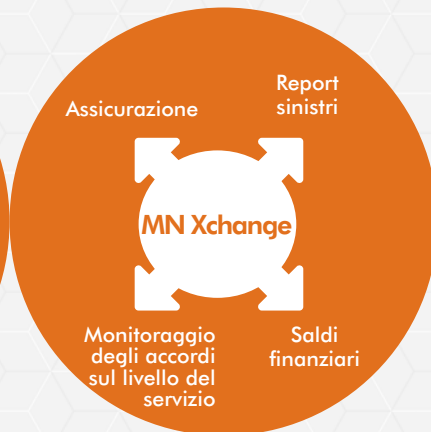 Assicurazione
Report
sinistri
MN Xchange
Monitoraggio
degli accordi
sul livello del
servizio
Saldi
finanziari